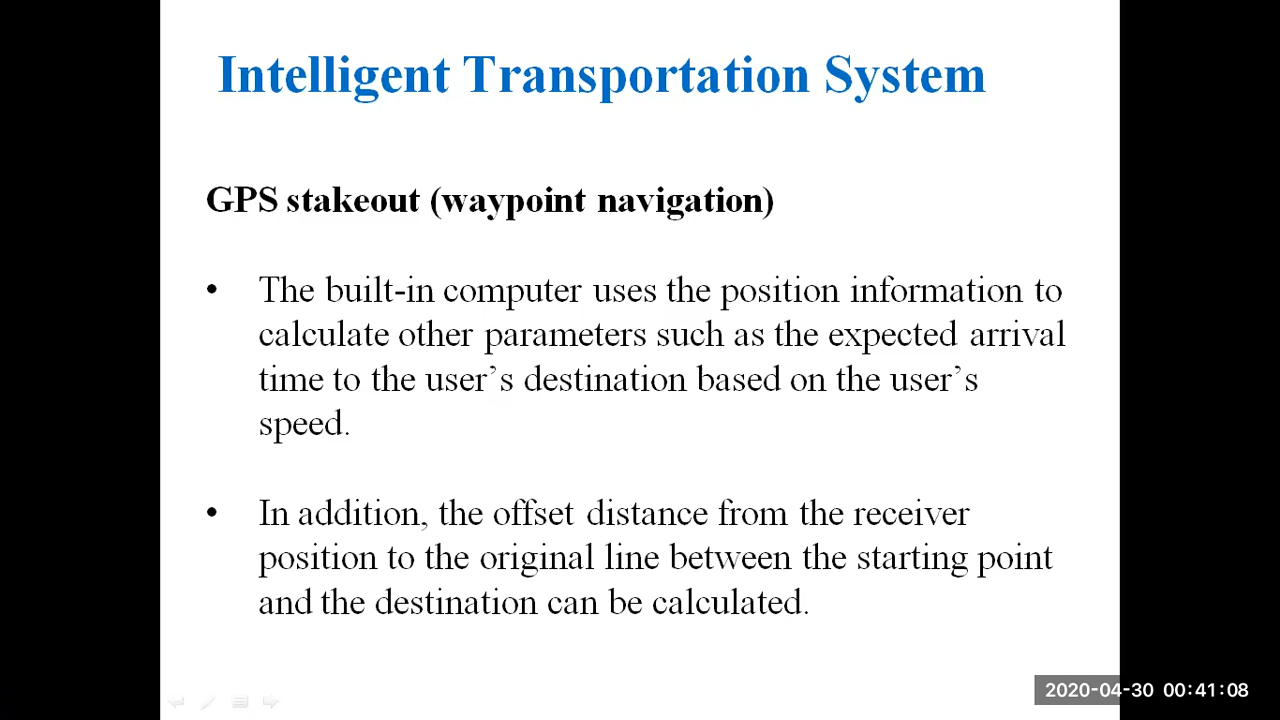 Intelligent Transportation System
GPS stakeout (waypoint navigation)
• The built-in computer uses the position information to
calculate other parameters such as the expected arrival
time to the user’s destination based on the user’s
speed.
• In addition, the offset distance from the receiver
position to the original line between the starting point
and the destination can be calculated.
2020-04-30 00:41:08